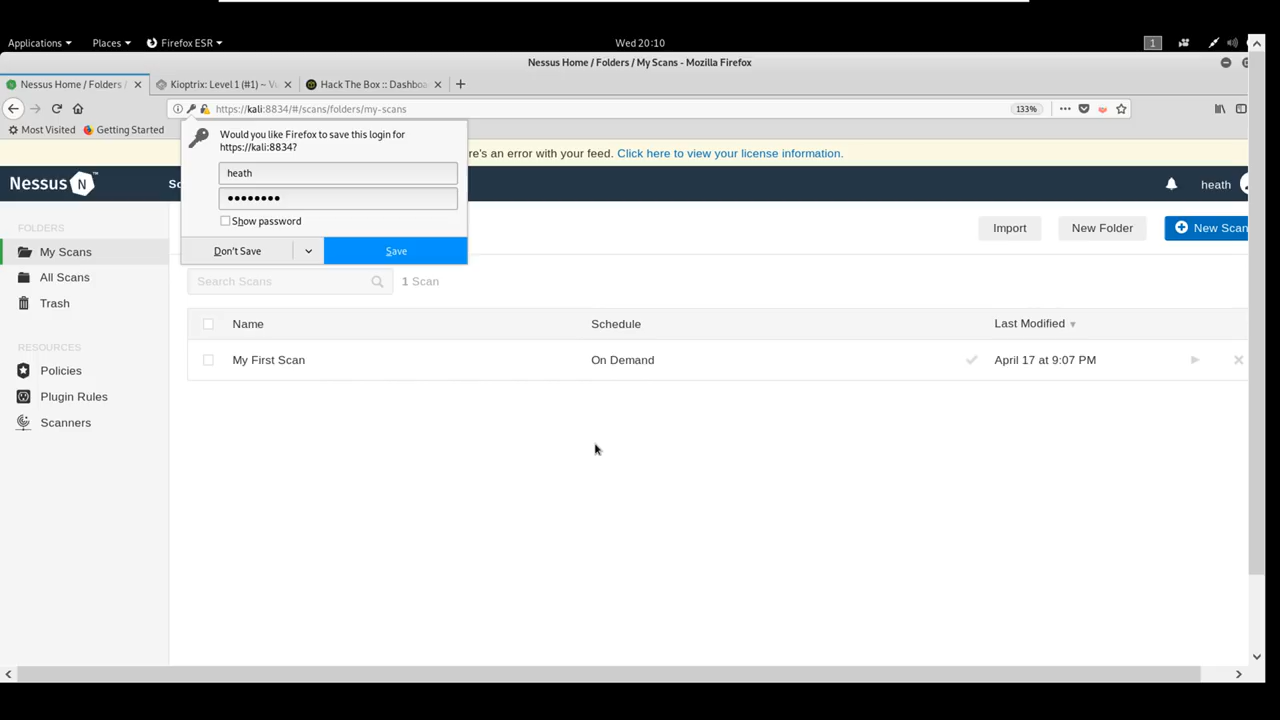 Applications Places Firefox ESR Wed 20:10 1
Nessus Home / Folders / My Scans - Mozilla Firefox
Nessus Home / Folders / Kioptrix: Level 1 (#1) ~ Vu Hack The Box :: Dashboa
https://kali:8834/#/scans/folders/my-scans 133%
Most Visited Getting Started
Would you like Firefox to save this login for
https://kali:8834?
heath
••••••••
Show password
Don't Save Save
re's an error with your feed. Click here to view your license information.
Nessus N ™ Sc heath
FOLDERS
My Scans
All Scans
Trash
RESOURCES
Policies
Plugin Rules
Scanners
Import New Folder New Scan
Search Scans 1 Scan
Name Schedule Last Modified
My First Scan On Demand April 17 at 9:07 PM